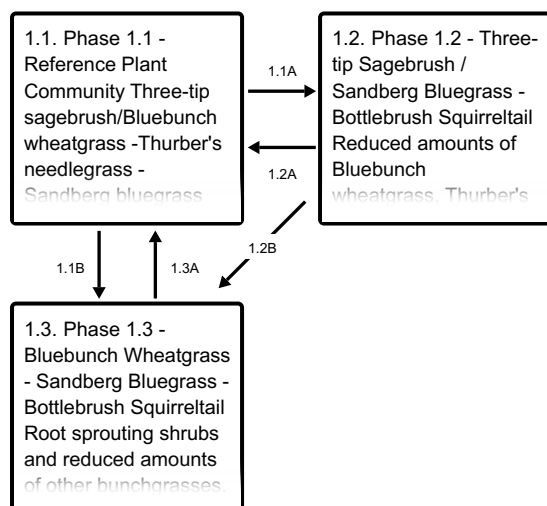 1.1. Phase 1.1 -
Reference Plant
Community Three-tip
sagebrush/Bluebunch
wheatgrass -Thurber's
needlegrass -
Sandberg bluegrass
1.1A
1.2A
1.2. Phase 1.2 - Three-
tip Sagebrush /
Sandberg Bluegrass -
Bottlebrush Squirreltail
Reduced amounts of
Bluebunch
wheatgrass, Thurber's
1.1B
1.3A
1.2B
1.3. Phase 1.3 -
Bluebunch Wheatgrass
- Sandberg Bluegrass -
Bottlebrush Squirreltail
Root sprouting shrubs
and reduced amounts
of other bunchgrasses.